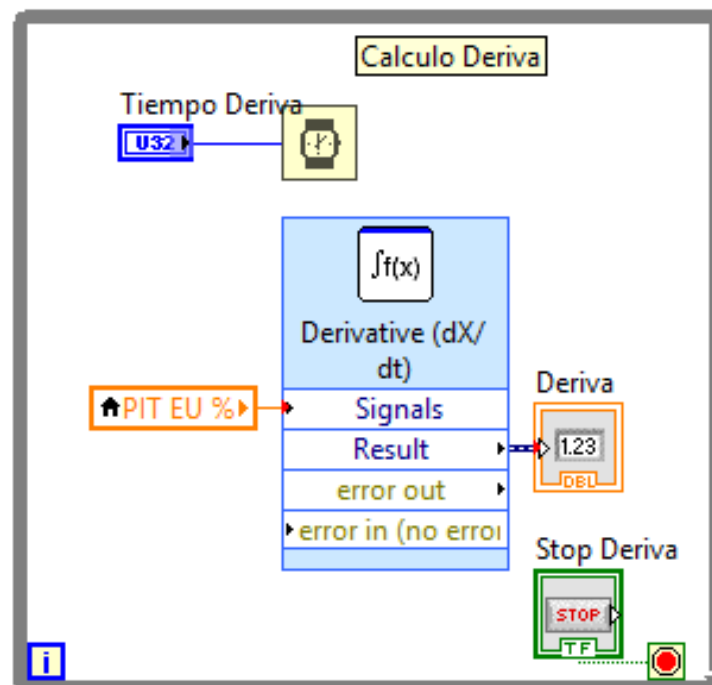 Calculo Deriva
Tiempo Deriva
U32
∫f(x)
Derivative (dX/
dt)
PIT EU %
Signals
Deriva
Result
1.23
DBL
error out
error in (no error
Stop Deriva
STOP
TF
i